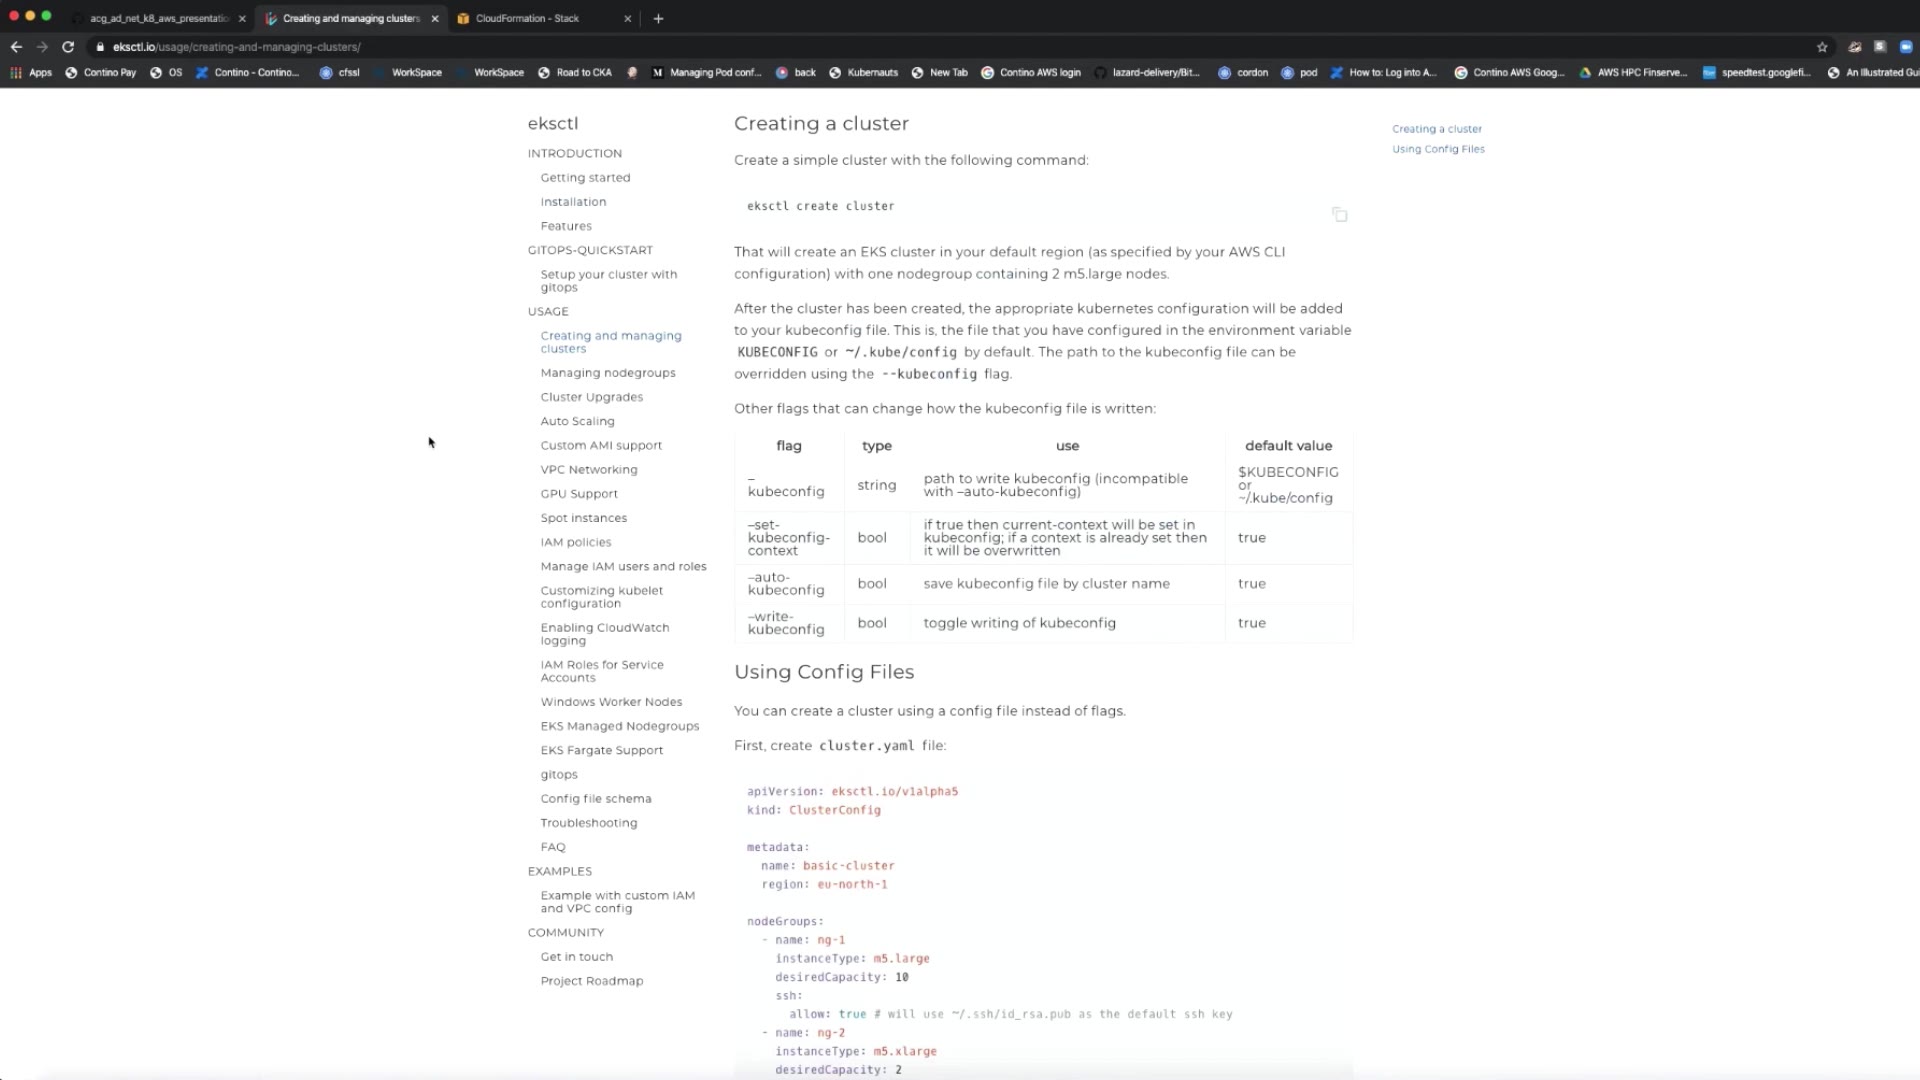 acg_ad_net_k8_aws_presentatio
Creating and managing clusters
CloudFormation - Stack
eksctl.io/usage/creating-and-managing-clusters/
Apps
Contino Pay
OS
Contino - Contino...
cfssl
WorkSpace
WorkSpace
Road to CKA
Managing Pod conf...
back
Kubernauts
New Tab
Contino AWS login
lazard-delivery/Bit...
cordon
pod
How to: Log into A...
Contino AWS Goog...
AWS HPC Finserve...
speedtest.googlefi...
An Illustrated Gui
eksctl
INTRODUCTION
Getting started
Installation
Features
GITOPS-QUICKSTART
Setup your cluster with
gitops
USAGE
Creating and managing
clusters
Managing nodegroups
Cluster Upgrades
Auto Scaling
Custom AMI support
VPC Networking
GPU Support
Spot instances
IAM policies
Manage IAM users and roles
Customizing kubelet
configuration
Enabling CloudWatch
logging
IAM Roles for Service
Accounts
Windows Worker Nodes
EKS Managed Nodegroups
EKS Fargate Support
gitops
Config file schema
Troubleshooting
FAQ
EXAMPLES
Example with custom IAM
and VPC config
COMMUNITY
Get in touch
Project Roadmap
Creating a cluster
Create a simple cluster with the following command:
eksctl create cluster
That will create an EKS cluster in your default region (as specified by your AWS CLI
configuration) with one nodegroup containing 2 m5.large nodes.
After the cluster has been created, the appropriate kubernetes configuration will be added
to your kubeconfig file. This is, the file that you have configured in the environment variable
KUBECONFIG or ~/.kube/config by default. The path to the kubeconfig file can be
overridden using the --kubeconfig flag.
Other flags that can change how the kubeconfig file is written:
flag type use default value
–
kubeconfig
string
path to write kubeconfig (incompatible
with –auto-kubeconfig)
$KUBECONFIG
or
~/.kube/config
–set-
kubeconfig-
context
bool
if true then current-context will be set in
kubeconfig; if a context is already set then
it will be overwritten
true
–auto-
kubeconfig
bool
save kubeconfig file by cluster name
true
–write-
kubeconfig
bool
toggle writing of kubeconfig
true
Using Config Files
You can create a cluster using a config file instead of flags.
First, create cluster.yaml file:
apiVersion: eksctl.io/v1alpha5
kind: ClusterConfig
metadata:
name: basic-cluster
region: eu-north-1
nodeGroups:
- name: ng-1
instanceType: m5.large
desiredCapacity: 10
ssh:
allow: true # will use ~/.ssh/id_rsa.pub as the default ssh key
- name: ng-2
instanceType: m5.xlarge
desiredCapacity: 2
Creating a cluster
Using Config Files